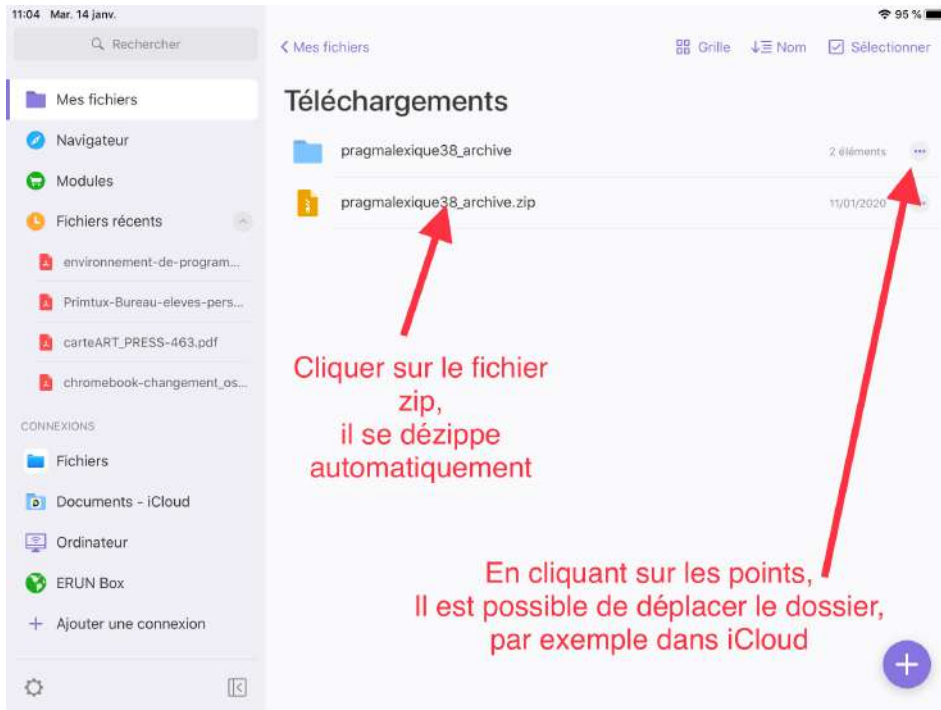 11:04 Mar. 14 janv.
95 %
Rechercher
Mes fichiers
Grille
Nom
Sélectionner
Mes fichiers
Téléchargements
Navigateur
pragmalexique38_archive
2 éléments
Modules
pragmalexique38_archive.zip
11/01/2020
Fichiers récents
environnement-de-program...
Primtux-Bureau-eleves-pers...
carteART_PRESS-463.pdf
chromebook-changement_os...
CONNEXIONS
Fichiers
Documents - iCloud
Ordinateur
ERUN Box
Ajouter une connexion
Cliquer sur le fichier
zip,
il se dézippe
automatiquement
En cliquant sur les points,
Il est possible de déplacer le dossier,
par exemple dans iCloud